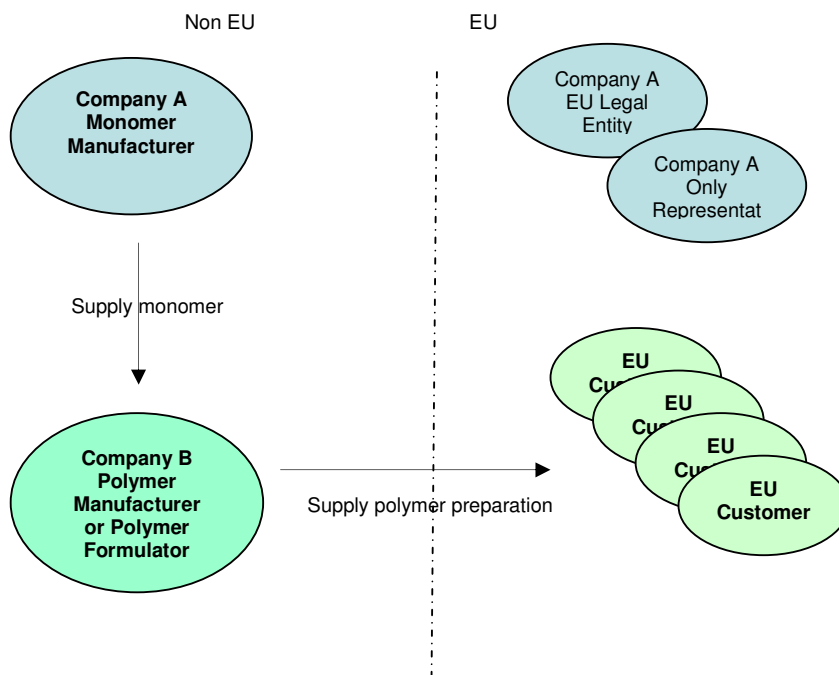 Non EU
EU
Company A
Monomer
Manufacturer
Company A
EU Legal
Entity
Company A
Only
Representat
Supply monomer
EU
EU
EU
EU
Customer
Company B
Polymer
Manufacturer
or Polymer
Formulator
Supply polymer preparation